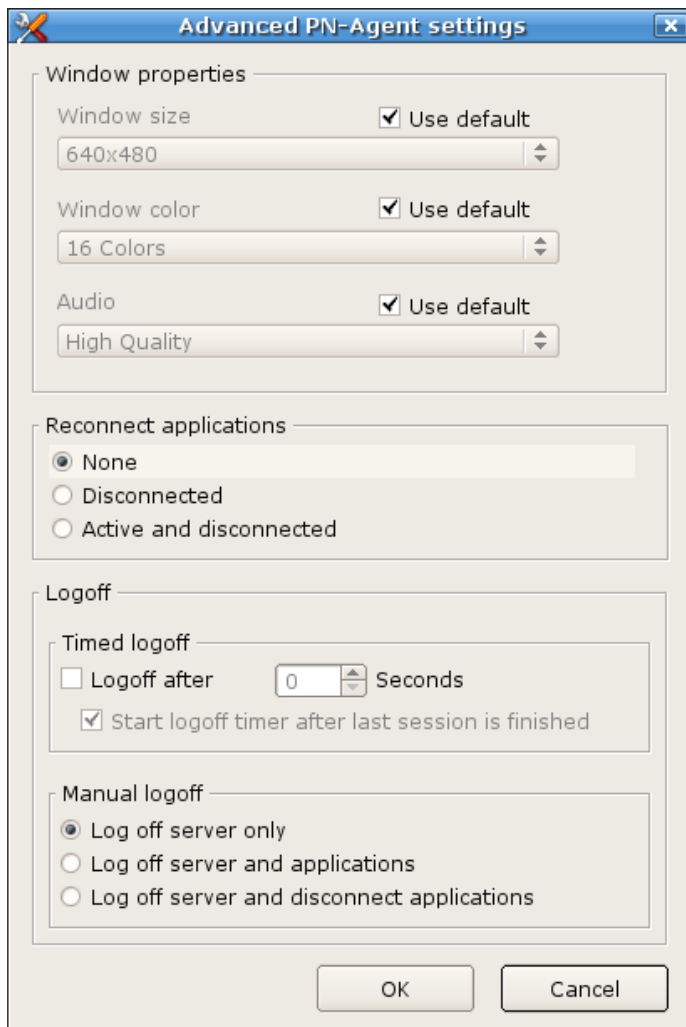 Advanced PN-Agent settings
Window properties
Window size
Use default
640x480
Window color
Use default
16 Colors
Audio
Use default
High Quality
Reconnect applications
None
Disconnected
Active and disconnected
Logoff
Timed logoff
Logoff after 0 Seconds
Start logoff timer after last session is finished
Manual logoff
Log off server only
Log off server and applications
Log off server and disconnect applications
OK
Cancel